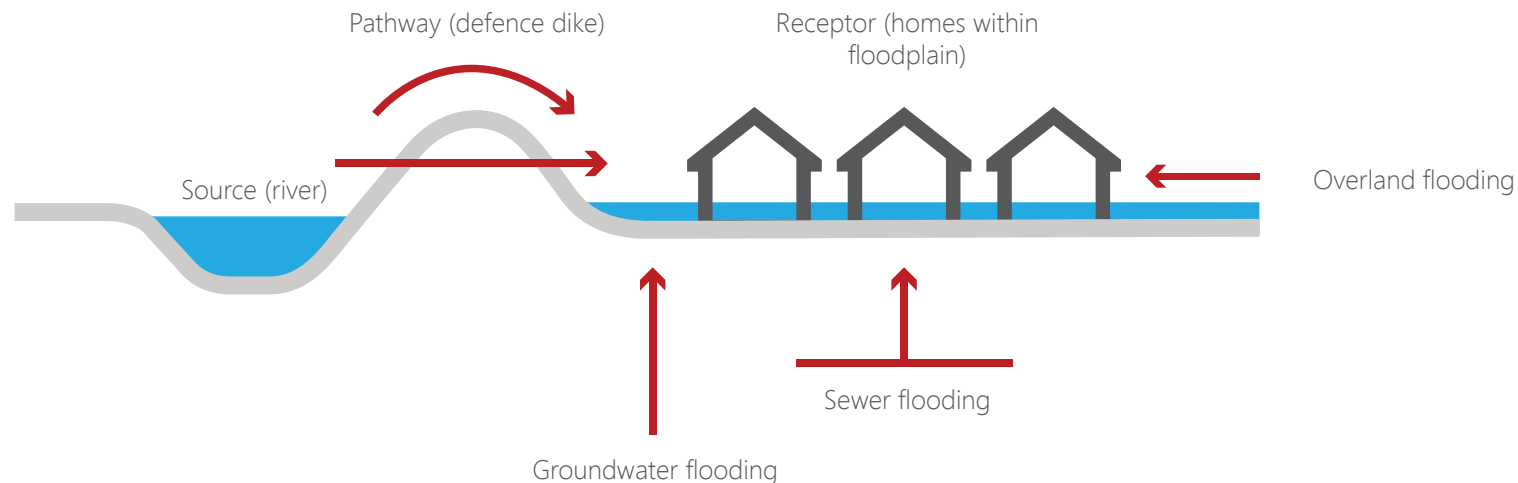 Pathway (defence dike)
Receptor (homes within
floodplain)
Source (river)
Overland flooding
Sewer flooding
Groundwater flooding